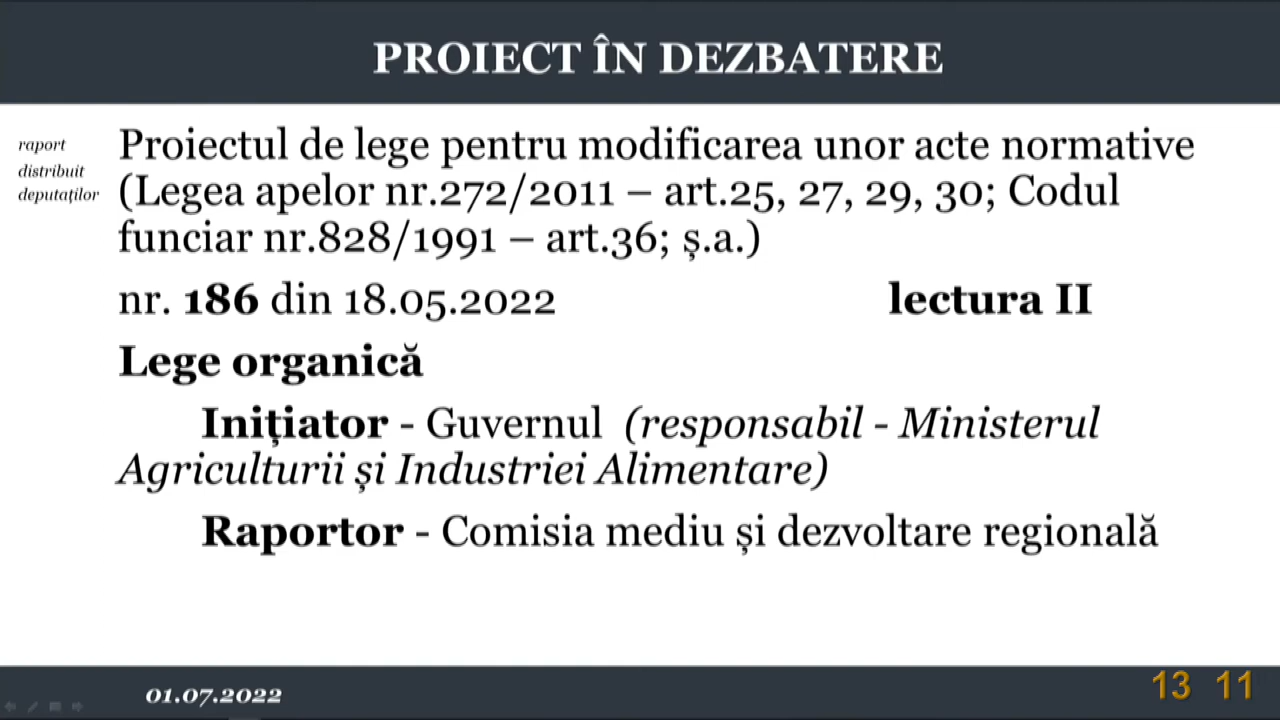 PROIECT ÎN DEZBATERE
raport
distribuit
deputaților
Proiectul de lege pentru modificarea unor acte normative
(Legea apelor nr.272/2011 – art.25, 27, 29, 30; Codul
funciar nr.828/1991 – art.36; ș.a.)
nr. 186 din 18.05.2022 lectura II
Lege organică
Inițiator - Guvernul (responsabil - Ministerul
Agriculturii și Industriei Alimentare)
Raportor - Comisia mediu și dezvoltare regională
01.07.2022
13 11